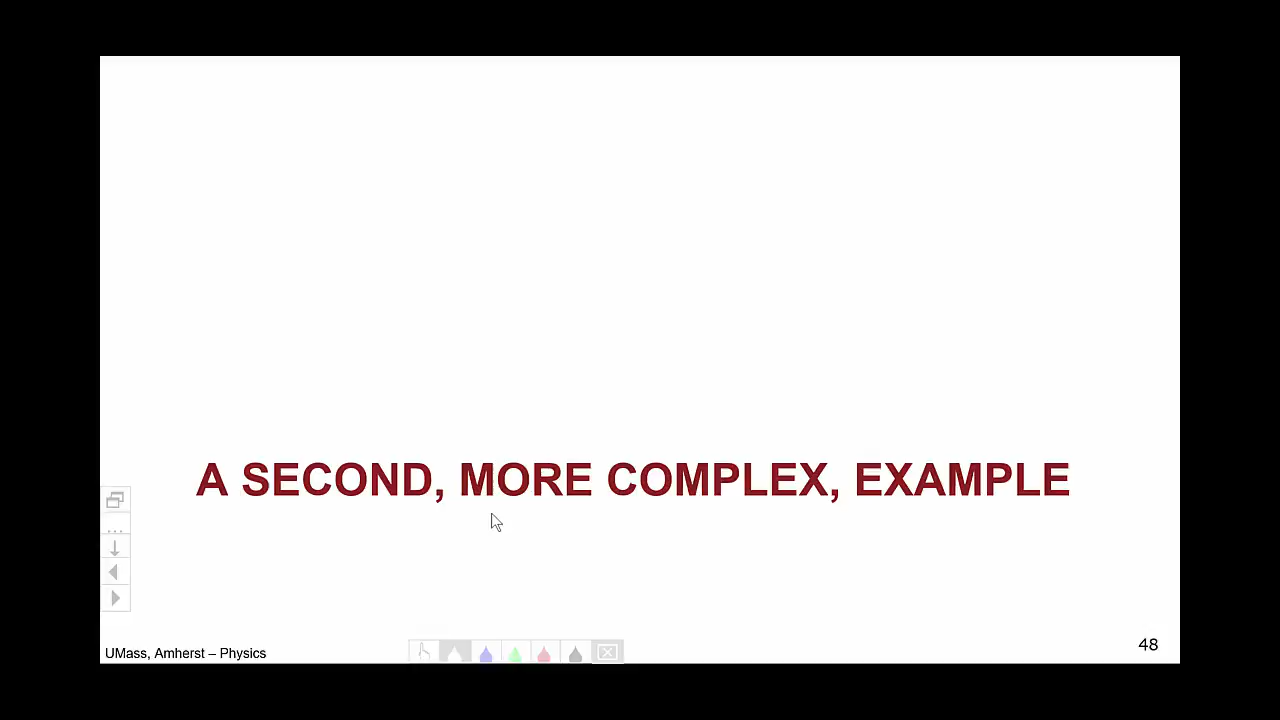 A SECOND, MORE COMPLEX, EXAMPLE
UMass, Amherst – Physics
48